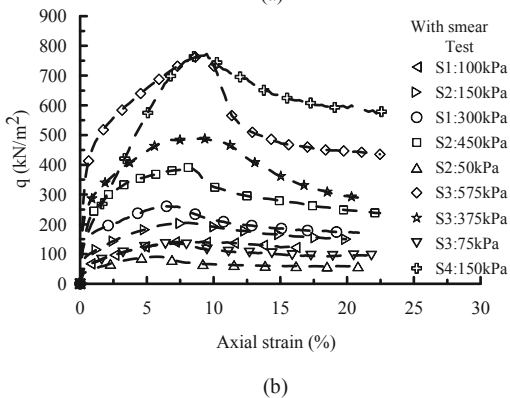 (a)
900
800
700
600
500
400
300
200
100
0
q (kN/m²)
0
5
10
15
20
25
30
Axial strain (%)
With smear
Test
S1:100kPa
S2:150kPa
S1:300kPa
S2:450kPa
S2:50kPa
S3:575kPa
S3:375kPa
S3:75kPa
S4:150kPa
(b)